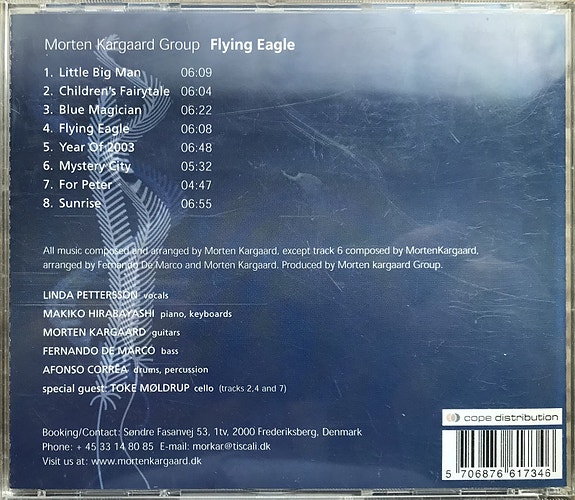 Morten Kargaard Group Flying Eagle
1. Little Big Man 06:09
2. Children's Fairytale 06:04
3. Blue Magician 06:22
4. Flying Eagle 06:08
5. Year Of 2003 06:48
6. Mystery City 05:32
7. For Peter 04:47
8. Sunrise 06:55
All music composed and arranged by Morten Kargaard, except track 6 composed by MortenKargaard,
arranged by Fernando De Marco and Morten Kargaard. Produced by Morten kargaard Group.
LINDA PETTERSSON vocals
MAKIKO HIRABAYASHI piano, keyboards
MORTEN KARGAARD guitars
FERNANDO DE MARCO bass
AFONSO CORRÊA drums, percussion
special guest: TOKE MØLDRUP cello (tracks 2,4 and 7)
Booking/Contact: Søndre Fasanvej 53, 1tv, 2000 Frederiksberg, Denmark
Phone: + 45 33 14 80 85 E-mail: morkar@tiscali.dk
Visit us at: www.mortenkargaard.dk
cope distribution
5 706876 617346